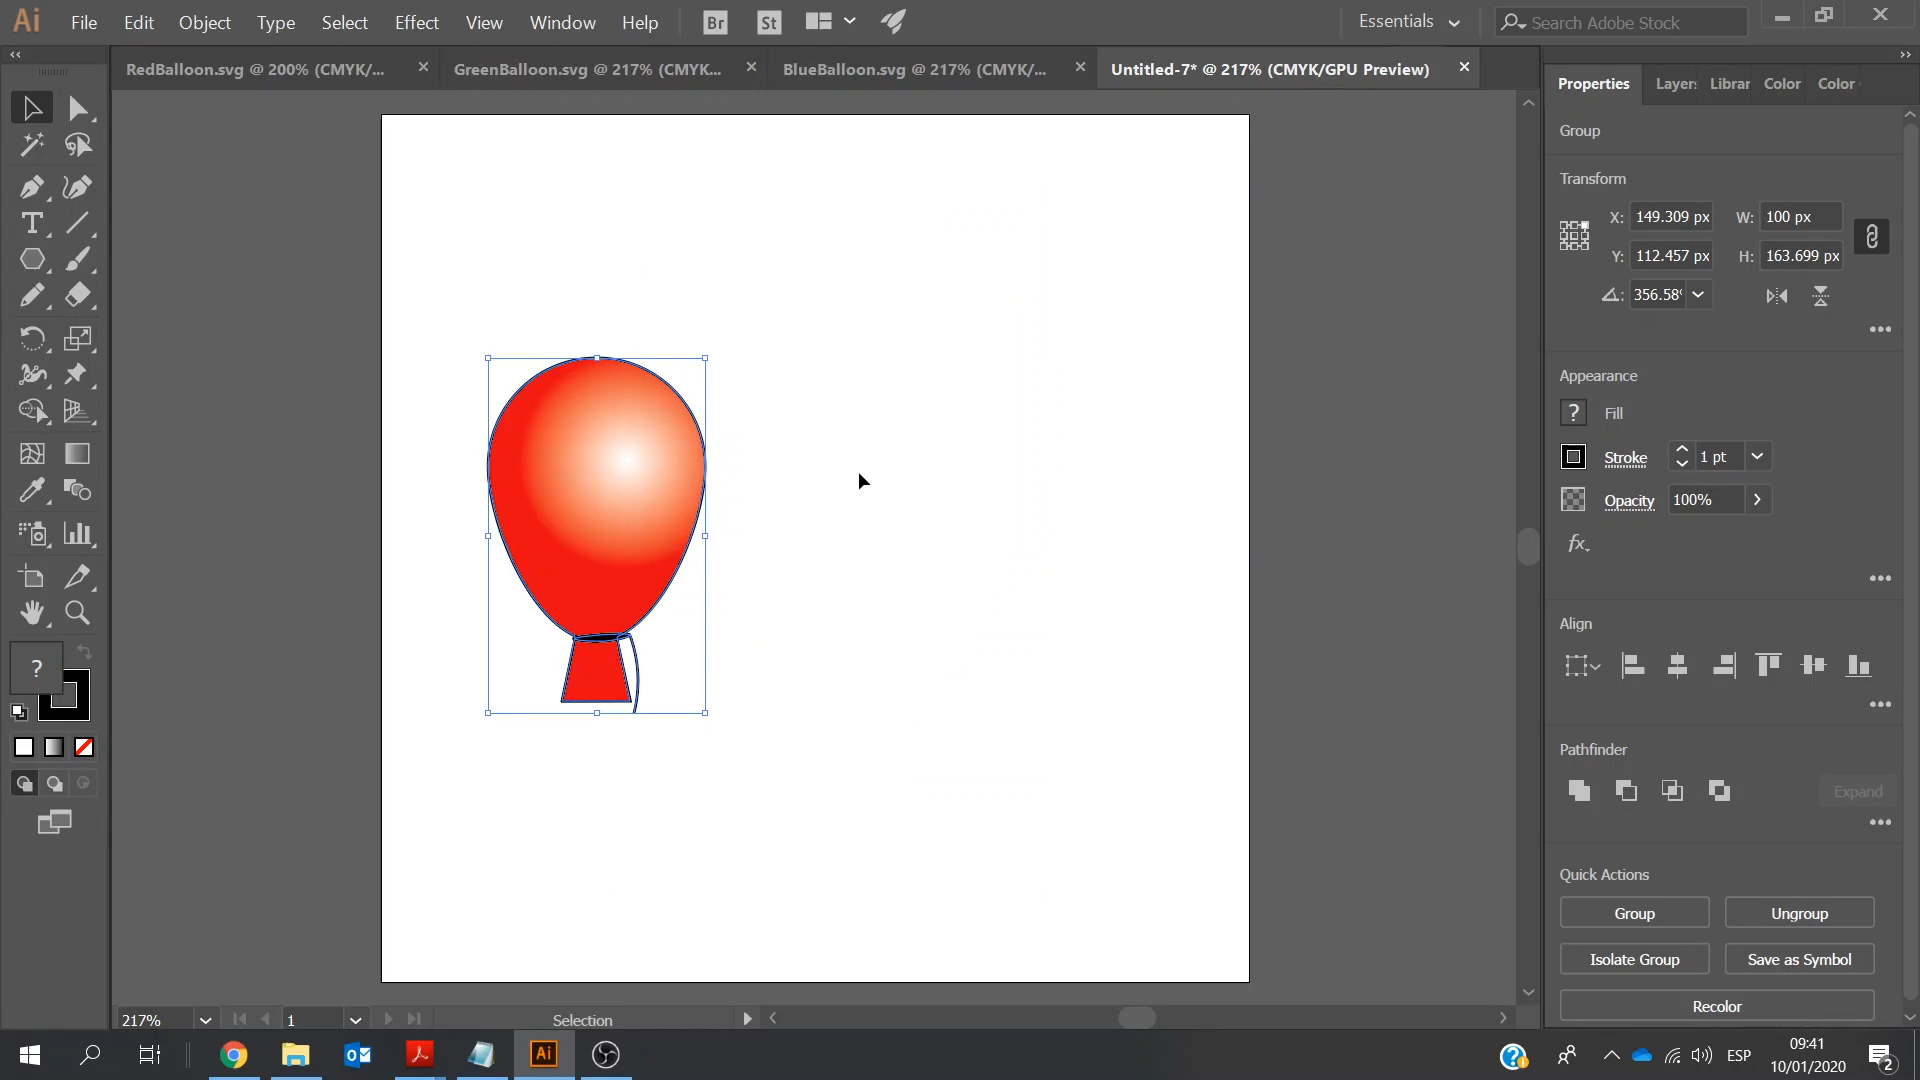 Ai File Edit Object Type Select Effect View Window Help Br St Essentials Search Adobe Stock
RedBalloon.svg @ 200% (CMYK/... GreenBalloon.svg @ 217% (CMYK... BlueBalloon.svg @ 217% (CMYK/... Untitled-7* @ 217% (CMYK/GPU Preview)
Properties Layers Librar Color Color
Group
Transform
X: 149.309 px W: 100 px
Y: 112.457 px H: 163.699 px
356.58°
Appearance
? Fill
Stroke 1 pt
Opacity 100%
fx
Align
?
Pathfinder
Expand
Quick Actions
Group Ungroup
Isolate Group Save as Symbol
Recolor
217% 1 Selection
Ai ESP 09:41
10/01/2020 2